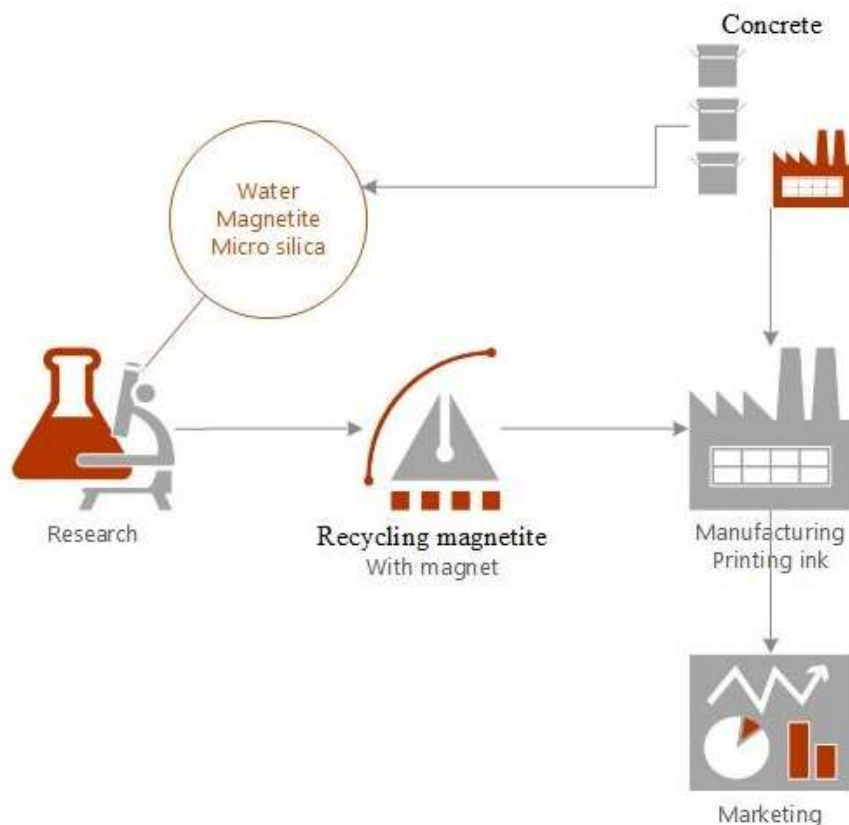 Concrete
Water
Magnetite
Micro silica
Research
Recycling magnetite
With magnet
Manufacturing
Printing ink
Marketing